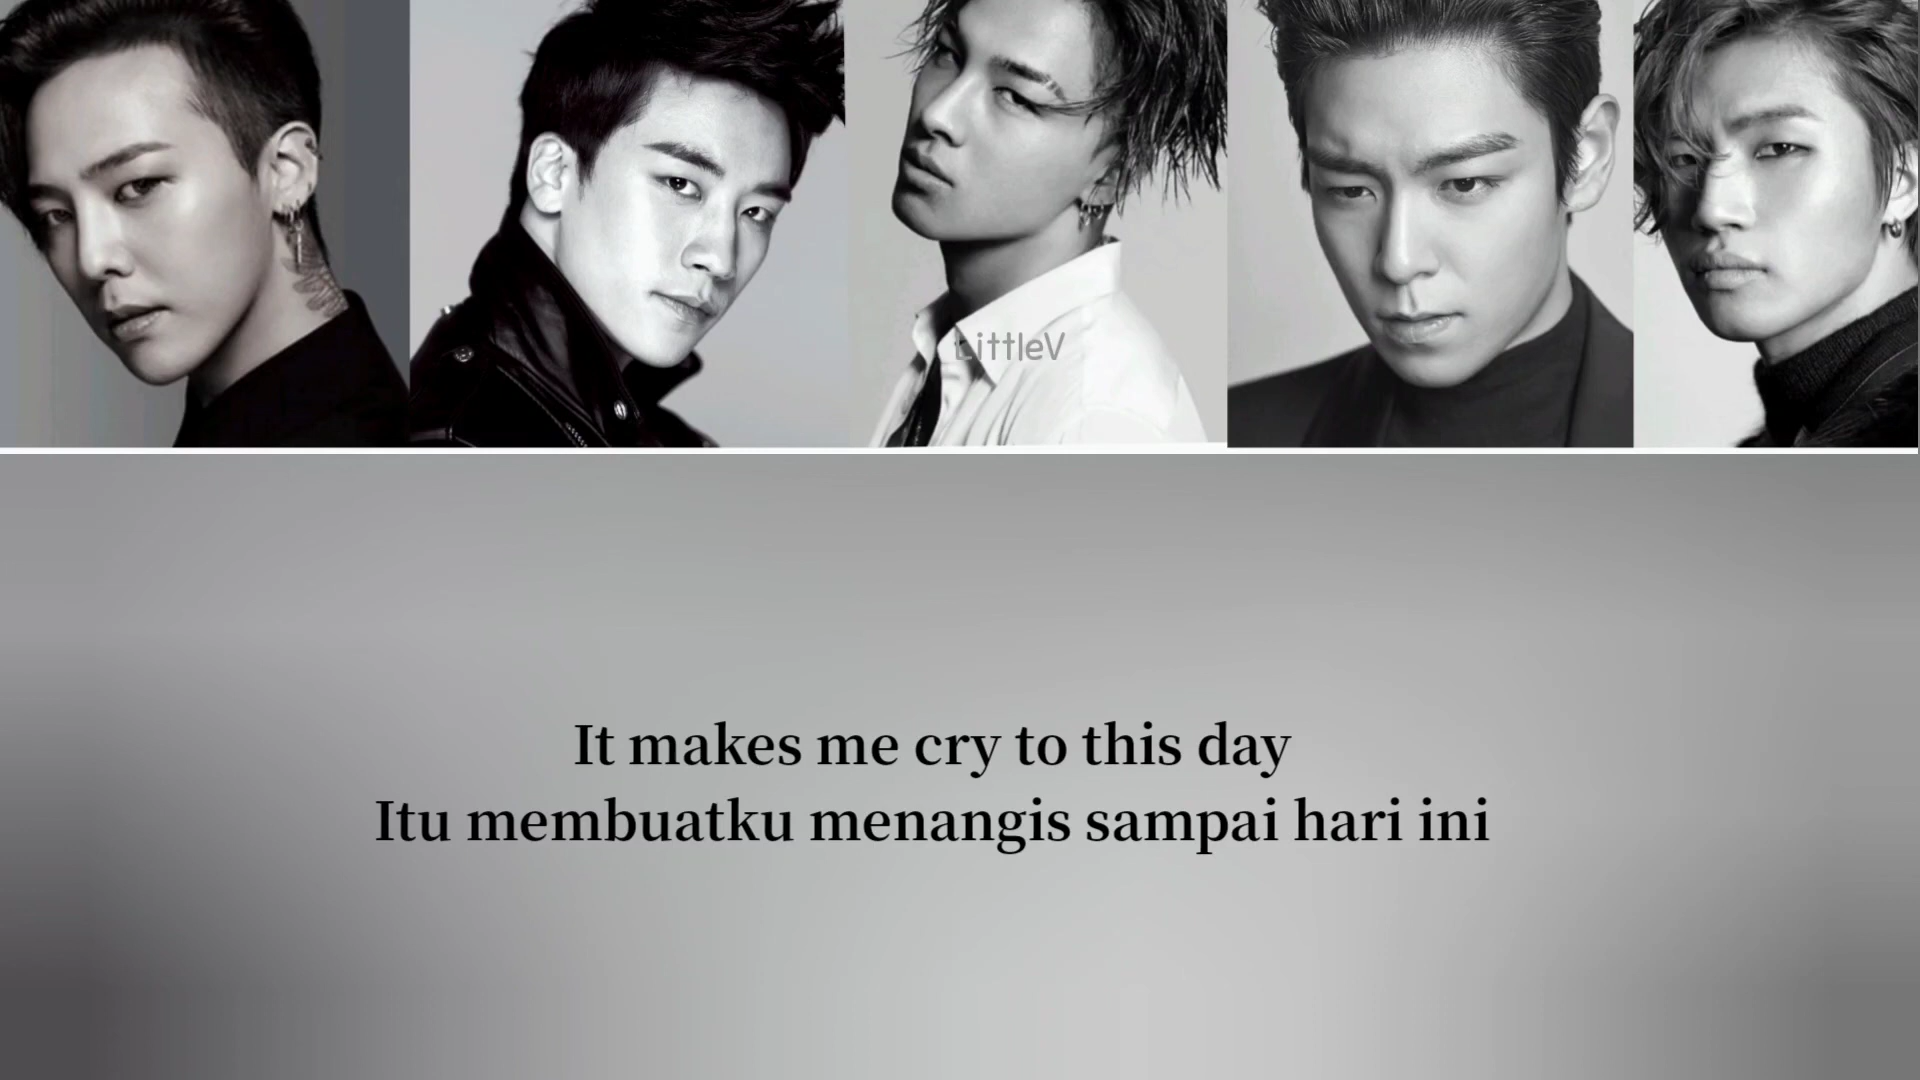 LittleV
It makes me cry to this day
Itu membuatku menangis sampai hari ini